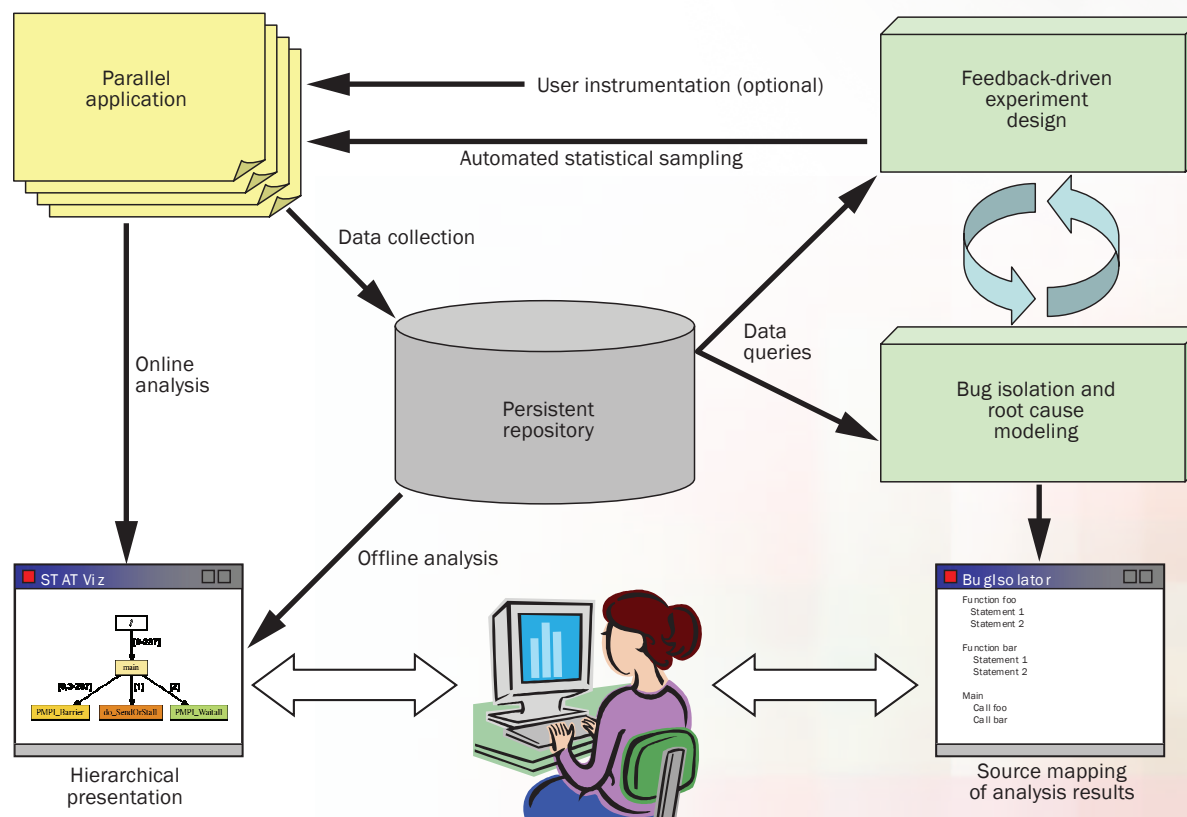 Parallel
application
User instrumentation (optional)
Feedback-driven
experiment
design
Automated statistical sampling
Data collection
Online
analysis
Data
queries
Persistent
repository
Bug isolation and
root cause
modeling
Offline analysis
STAT Viz
/
main
[1]
[2]
PMPI_Barrier
do_SendOrStall
PMPI_Waitall
Hierarchical
presentation
BugIsolator
Function foo
Statement 1
Statement 2
Function bar
Statement 1
Statement 2
Main
Call foo
Call bar
Source mapping
of analysis results